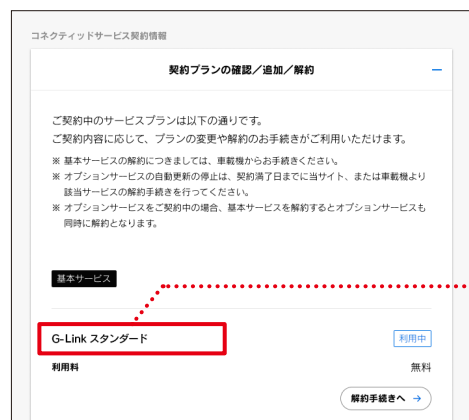 コネクティッドサービス契約情報
契約プランの確認／追加／解約
ご契約中のサービスプランは以下の通りです。
ご契約内容に応じて、プランの変更や解約のお手続きがご利用いただけます。
※ 基本サービスの解約につきましては、車載機からお手続きください。
※ オプションサービスの自動更新の停止は、契約満了日までに当サイト、または車載機より
該当サービスの解約手続きを行ってください。
※ オプションサービスをご契約中の場合、基本サービスを解約するとオプションサービスも
同時に解約となります。
基本サービス
G-Link スタンダード
利用中
利用料
無料
解約手続きへ →